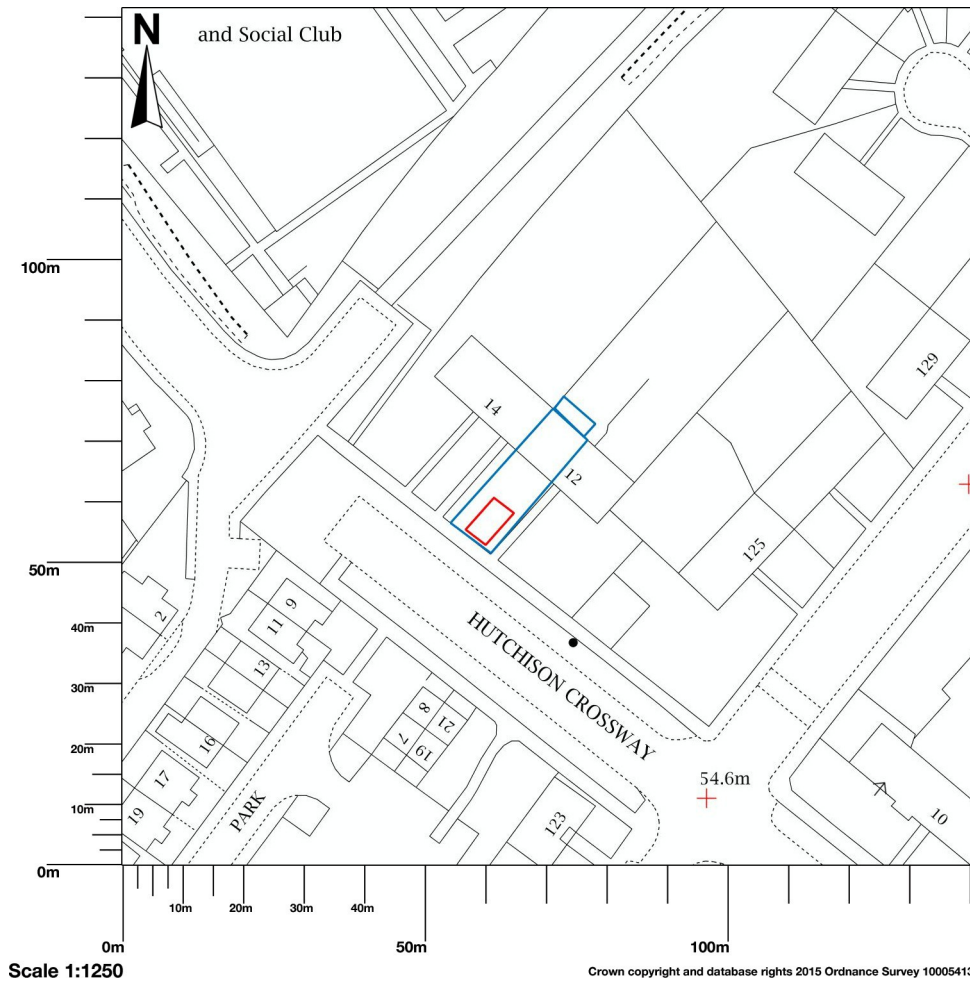 N
and Social Club
100m
129
14
12
50m
125
40m
9
2
11
HUTCHISON CROSSWAY
30m
13
8
21
20m
16
7
19
54.6m
17
PARK
10m
19
123
10
0m
10m
20m
30m
40m
0m
50m
100m
Scale 1:1250
Crown copyright and database rights 2015 Ordnance Survey 10005413